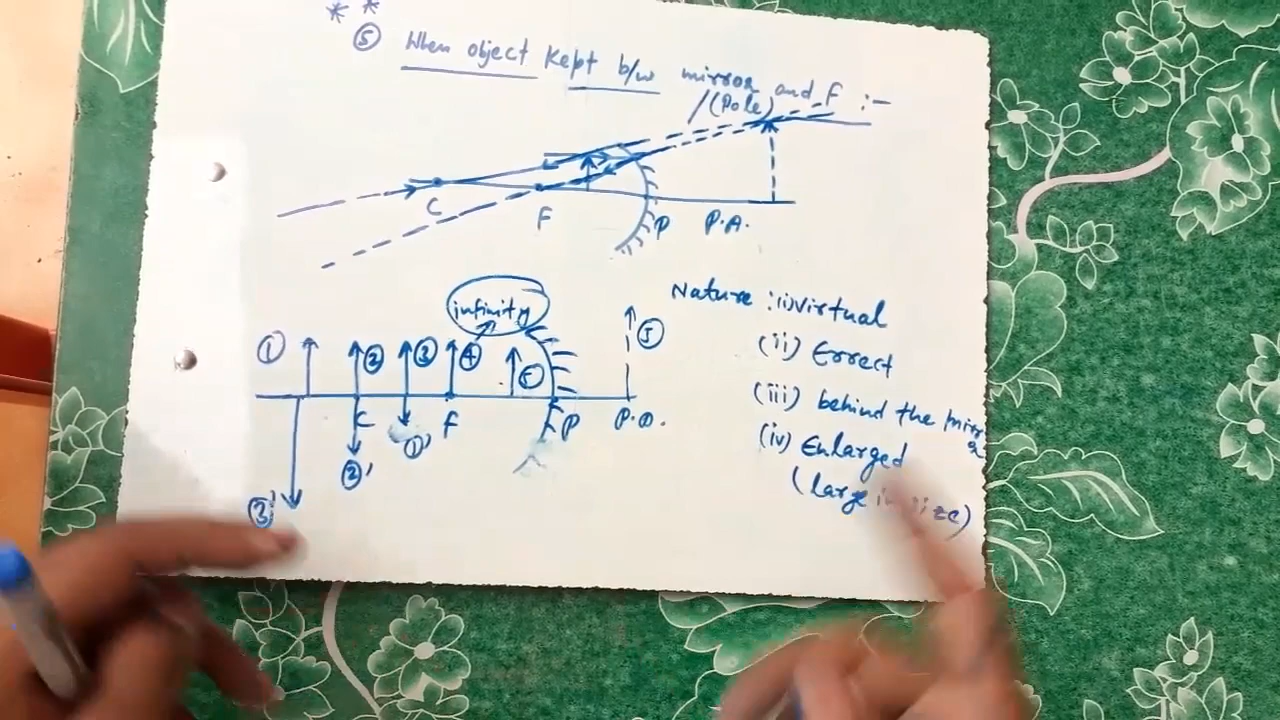 * *
⑤ When object kept b/w mirror and F :-
/(Pole)
C F P P.A.
Nature : (i) Virtual
(ii) Errect
(iii) behind the mirror
(iv) Enlarged
(large in size)
infinity
① ② ③ ④ ⑤ ⑤
C F P P.A.
①'
②'
③'